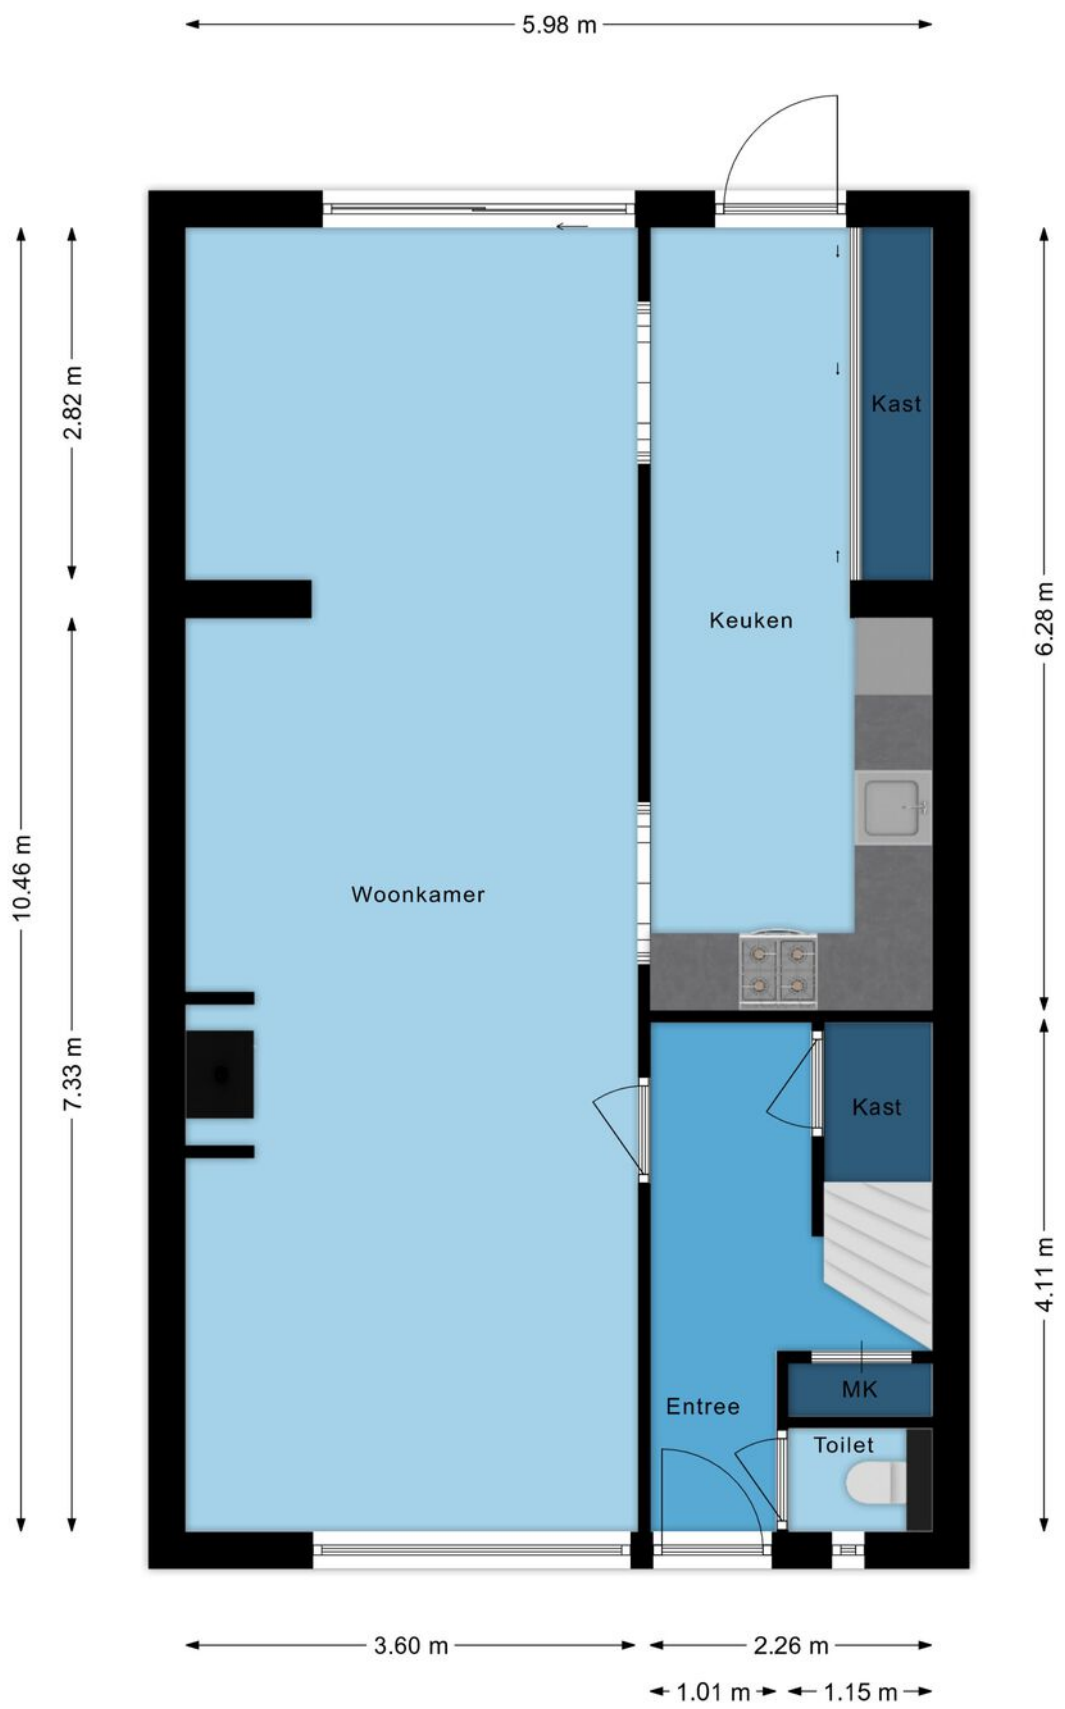 5.98 m
2.82 m
Kast
6.28 m
Keuken
10.46 m
Woonkamer
7.33 m
Kast
4.11 m
MK
Entree
Toilet
3.60 m
2.26 m
1.01 m
1.15 m